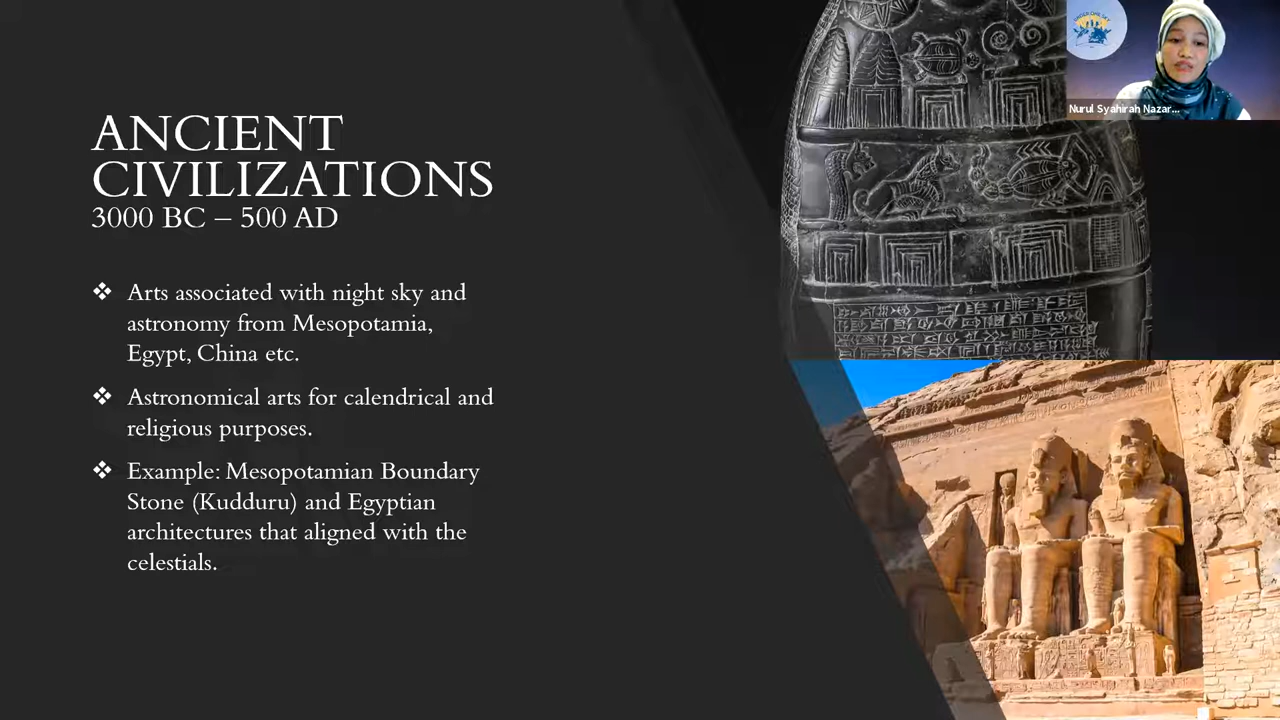 ANCIENT
CIVILIZATIONS
3000 BC – 500 AD
❖ Arts associated with night sky and
astronomy from Mesopotamia,
Egypt, China etc.
❖ Astronomical arts for calendrical and
religious purposes.
❖ Example: Mesopotamian Boundary
Stone (Kudduru) and Egyptian
architectures that aligned with the
celestials.
Nurul Syahirah Nazar...